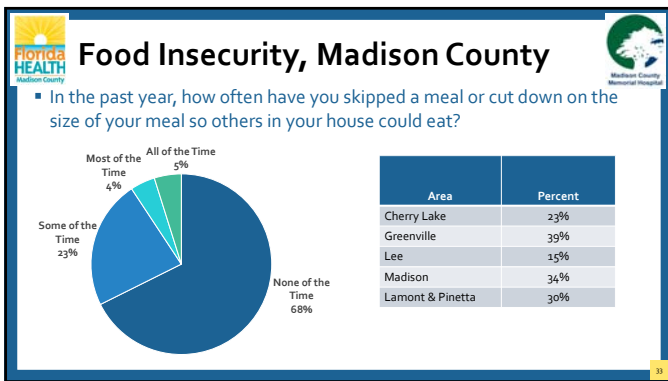 Florida
HEALTH
Madison County
Food Insecurity, Madison County
Madison County
Memorial Hospital
▪ In the past year, how often have you skipped a meal or cut down on the
size of your meal so others in your house could eat?
All of the Time
5%
Most of the
Time
4%
Some of the
Time
23%
None of the
Time
68%
Area Percent
Cherry Lake 23%
Greenville 39%
Lee 15%
Madison 34%
Lamont & Pinetta 30%
33